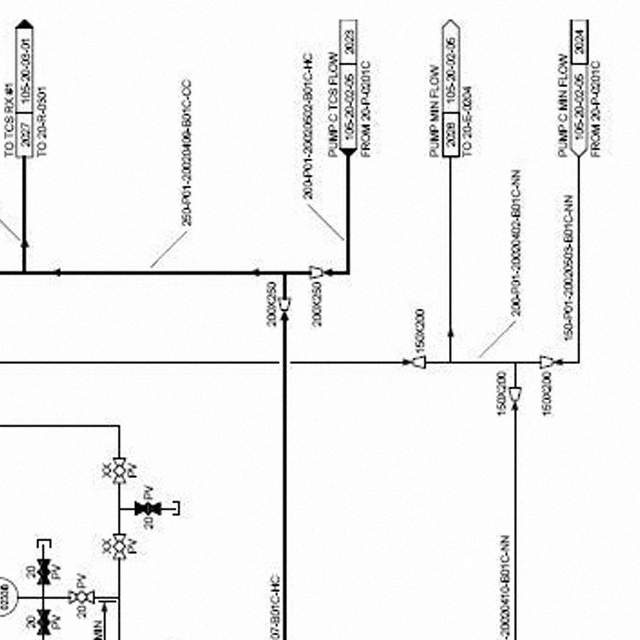 TO TCS RX #1
2027 105-20-03-01
TO 20-R-0301
250-P01-20020409-B01C-CC
200-P01-20020502-B01C-HC
PUMP C TCS FLOW
105-20-02-05 2023
FROM 20-P-0201C
PUMP MIN FLOW
2028 105-20-02-05
TO 20-E-0204
200-P01-20020402-B01C-NN
PUMP C MIN FLOW
105-20-02-05 2024
FROM 20-P-0201C
150-P01-20020503-B01C-NN
200X250
200X250
150X200
150X200
150X200
XX
PV
20
PV
XX
PV
20
PV
20
PV
20
PV
MIN
07-B01C-HC
-20020410-B01C-NN